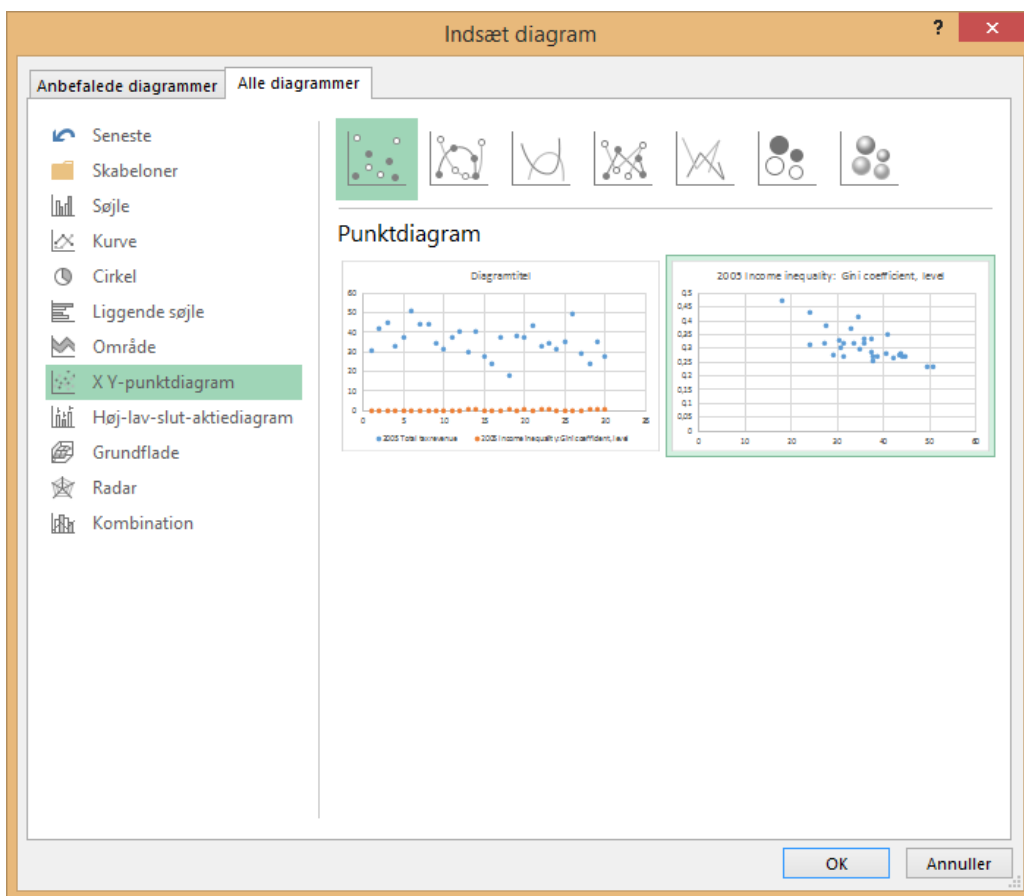 Indsæt diagram
?
Anbefalede diagrammer
Alle diagrammer
Seneste
Skabeloner
Søjle
Kurve
Cirkel
Liggende søjle
Område
X Y-punktdiagram
Høj-lav-slut-aktiediagram
Grundflade
Radar
Kombination
Punktdiagram
Diagramtitel
60
50
40
30
20
10
0
0 5 10 15 20 25 30 35
2005 Total tax revenue 2005 Income inequality: Gini coefficient, level
2005 Income inequality: Gini coefficient, level
0,5
0,45
0,4
0,35
0,3
0,25
0,2
0,15
0,1
0,05
0
0 10 20 30 40 50 60
OK
Annuller